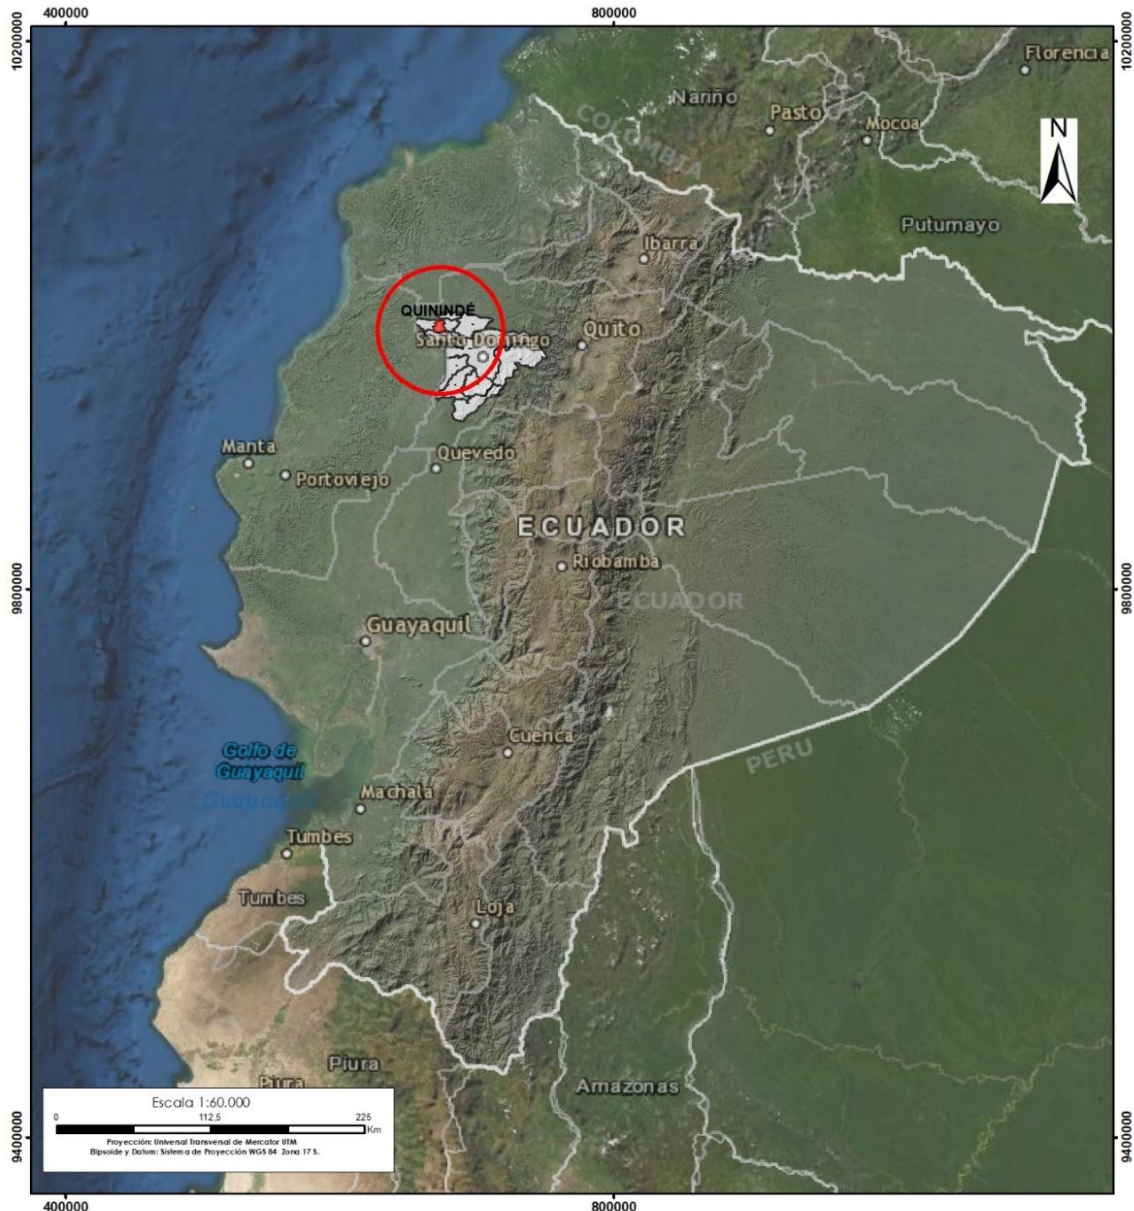 400000
800000
10200000
10200000
Florencia
Nariño
Pasto
COLOMBIA
Mocoa
N
Putumayo
Ibarra
QUININDÉ
Santo Domingo
Quito
Manta
Quevedo
Portoviejo
ECUADOR
Riobamba
9800000
9800000
ECUADOR
Guayaquil
Cuenca
Golfo de
Guayaquil
PERU
Machala
Tumbes
Tumbes
Loja
Piura
Piura
Amazonas
Escala 1:60.000
0 112,5 225
Km
Proyección: Universal Transversal de Mercator UTM
Elipsoide y Datum: Sistema de Proyección WGS 84 Zona 17 S.
9400000
9400000
400000
800000